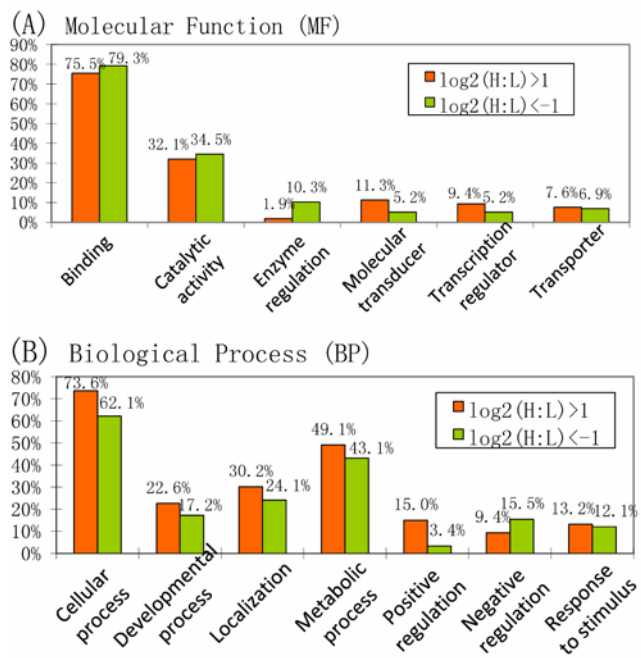 (A) Molecular Function (MF)
90%
80%
70%
60%
50%
40%
30%
20%
10%
0%
75.5%
79.3%
32.1%
34.5%
1.9%
10.3%
11.3%
5.2%
9.4%
5.2%
7.6%
6.9%
log2(H:L)>1
log2(H:L)<-1
Binding
Catalytic
activity
Enzyme
regulation
Molecular
transducer
Transcription
regulator
Transporter
(B) Biological Process (BP)
80%
70%
60%
50%
40%
30%
20%
10%
0%
73.6%
62.1%
22.6%
17.2%
30.2%
24.1%
49.1%
43.1%
15.0%
3.4%
9.4%
15.5%
13.2%
12.1%
log2(H:L)>1
log2(H:L)<-1
Cellular
process
Developmental
process
Localization
Metabolic
process
Positive
regulation
Negative
regulation
Response
to stimulus